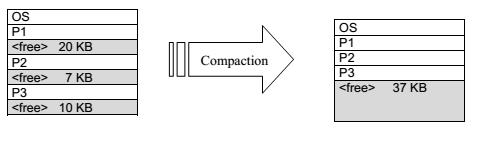 OS
P1
<free> 20 KB
P2
<free> 7 KB
P3
<free> 10 KB
Compaction
OS
P1
P2
P3
<free> 37 KB